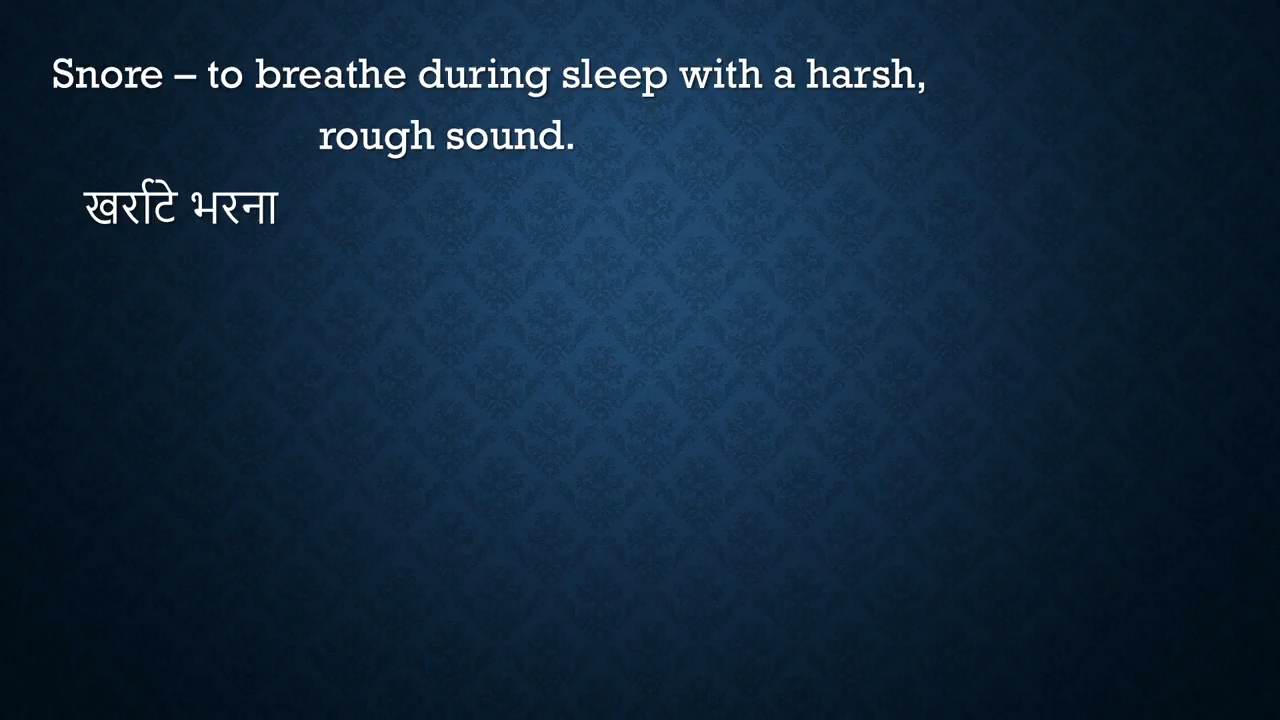 Snore – to breathe during sleep with a harsh,
rough sound.
खर्राटे भरना